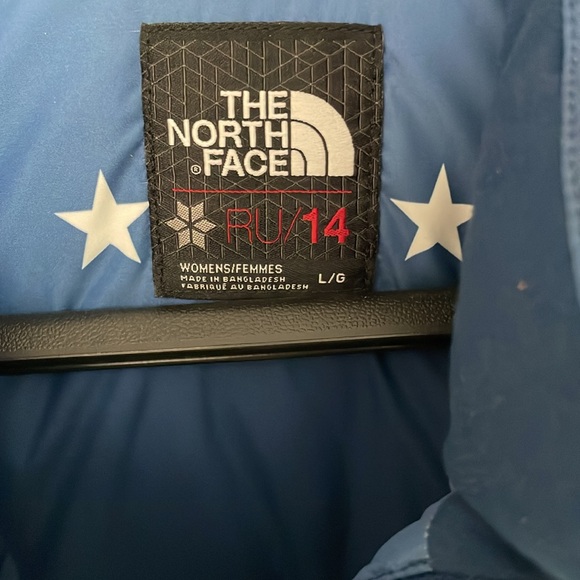 THE
NORTH
FACE®
RU/14
WOMENS/FEMMES
MADE IN BANGLADESH
FABRIQUÉ AU BANGLADESH
L/G